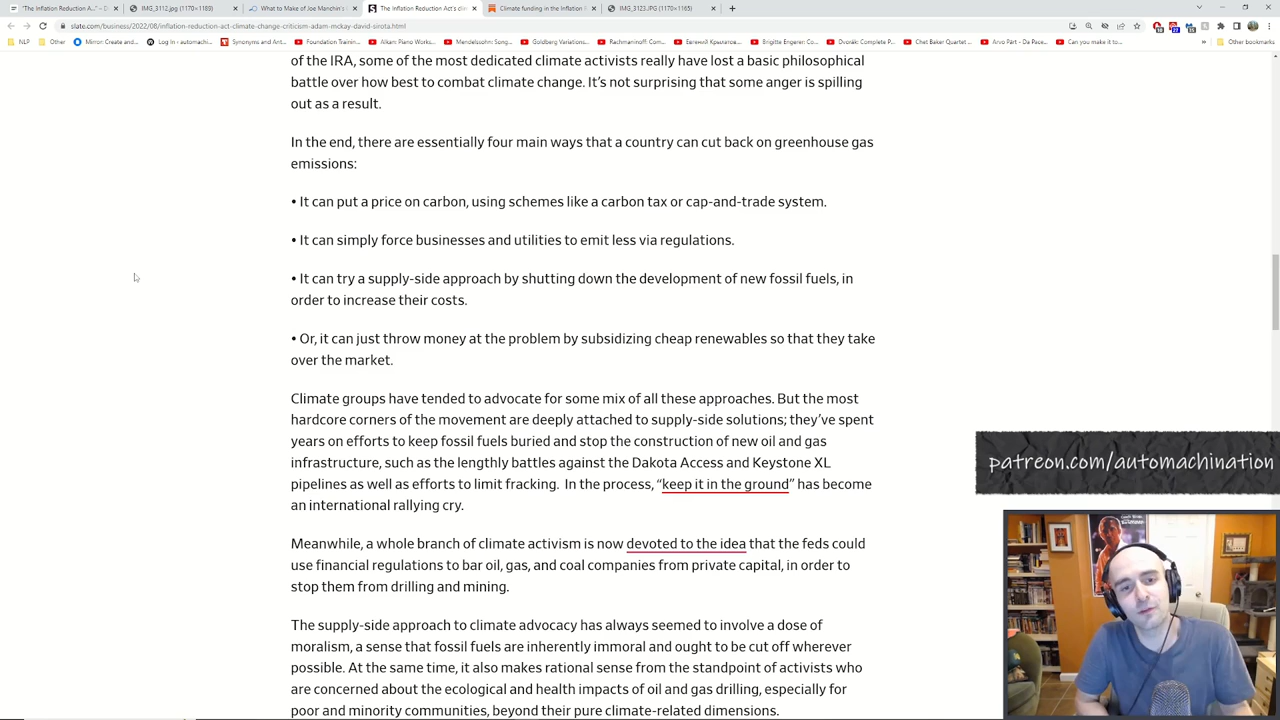 "The Inflation Reduction A..." – D
IMG_3112.jpg (1170×1189)
What to Make of Joe Manchin's
The Inflation Reduction Act's cli
Climate funding in the Inflation R
IMG_3123.JPG (1170×1165)
slate.com/business/2022/08/inflation-reduction-act-climate-change-criticism-adam-mckay-david-sirota.html
NLP
Other
Mirror: Create and...
Log In ‹ automachi...
Synonyms and Ant...
Foundation Training...
Alkan Piano Works...
Mendelssohn: Song...
Goldberg Variations...
Rachmaninoff: Com...
Евгений Крылатов...
Brigitte Engerer: Co...
Dvořák: Complete P...
Chet Baker Quartet ...
Arvo Pärt - Da Pace...
Can you make it to...
»
Other bookmarks
of the IRA, some of the most dedicated climate activists really have lost a basic philosophical
battle over how best to combat climate change. It's not surprising that some anger is spilling
out as a result.
In the end, there are essentially four main ways that a country can cut back on greenhouse gas
emissions:
• It can put a price on carbon, using schemes like a carbon tax or cap-and-trade system.
• It can simply force businesses and utilities to emit less via regulations.
• It can try a supply-side approach by shutting down the development of new fossil fuels, in
order to increase their costs.
• Or, it can just throw money at the problem by subsidizing cheap renewables so that they take
over the market.
Climate groups have tended to advocate for some mix of all these approaches. But the most
hardcore corners of the movement are deeply attached to supply-side solutions; they've spent
years on efforts to keep fossil fuels buried and stop the construction of new oil and gas
infrastructure, such as the lengthly battles against the Dakota Access and Keystone XL
pipelines as well as efforts to limit fracking. In the process, "keep it in the ground" has become
an international rallying cry.
patreon.com/automachination
Meanwhile, a whole branch of climate activism is now devoted to the idea that the feds could
use financial regulations to bar oil, gas, and coal companies from private capital, in order to
stop them from drilling and mining.
The supply-side approach to climate advocacy has always seemed to involve a dose of
moralism, a sense that fossil fuels are inherently immoral and ought to be cut off wherever
possible. At the same time, it also makes rational sense from the standpoint of activists who
are concerned about the ecological and health impacts of oil and gas drilling, especially for
poor and minority communities, beyond their pure climate-related dimensions.